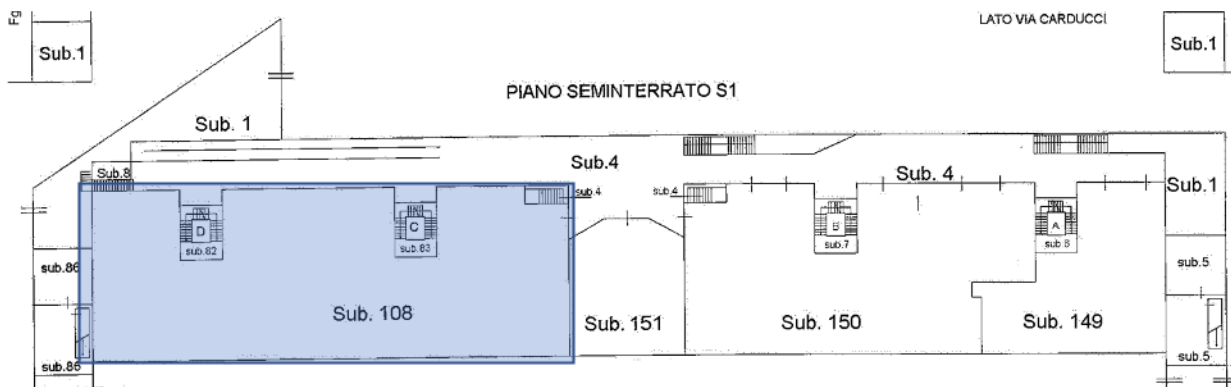 Fg
LATO VIA CARDUCCI
Sub.1
Sub.1
PIANO SEMINTERRATO S1
Sub. 1
Sub.4
Sub.8
Sub. 4
Sub.1
sub.4
sub.4
D
C
B
A
sub.82
sub.83
sub.7
sub.6
sub.86
sub.5
Sub. 108
Sub. 151
Sub. 150
Sub. 149
sub.86
sub.5